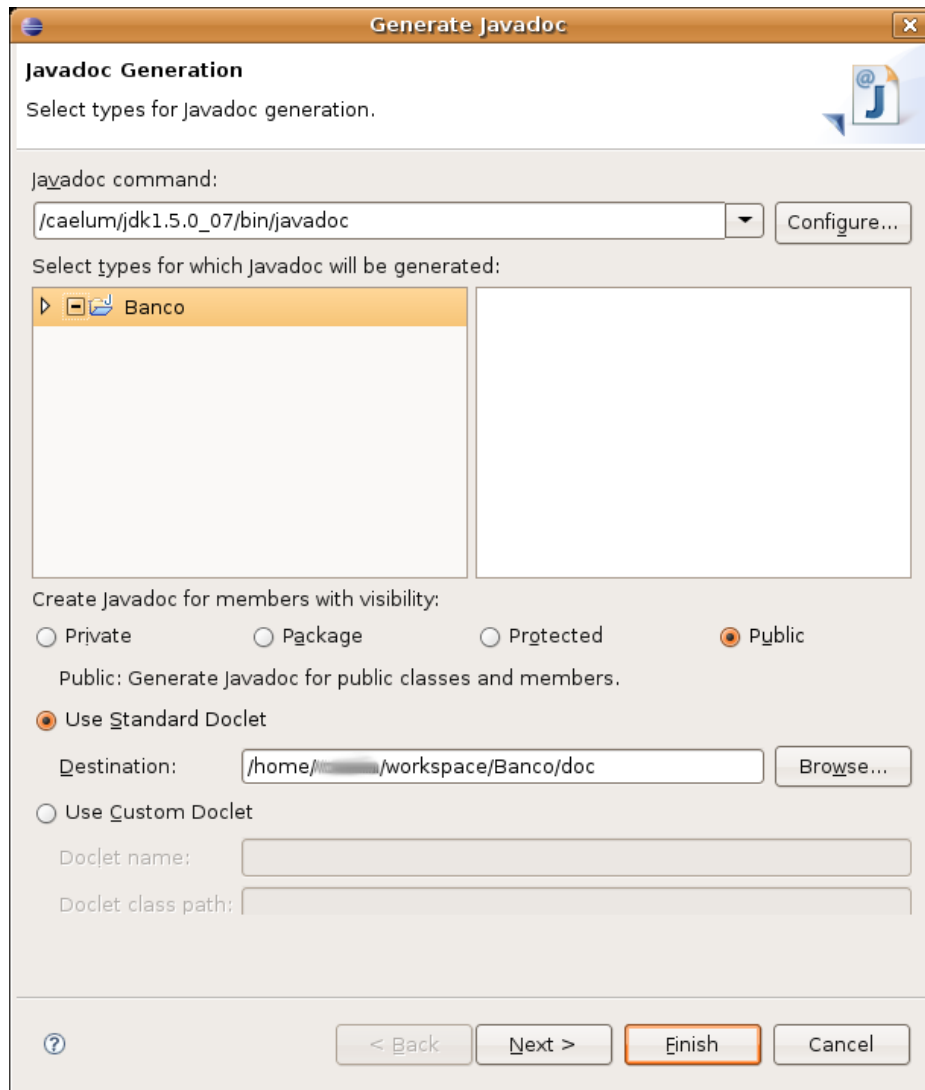 Generate Javadoc
Javadoc Generation
Select types for Javadoc generation.
Javadoc command:
/caelum/jdk1.5.0_07/bin/javadoc
Configure...
Select types for which Javadoc will be generated:
Banco
Create Javadoc for members with visibility:
Private Package Protected Public
Public: Generate Javadoc for public classes and members.
Use Standard Doclet
Destination: /home/ /workspace/Banco/doc Browse...
Use Custom Doclet
Doclet name:
Doclet class path:
< Back Next > Finish Cancel